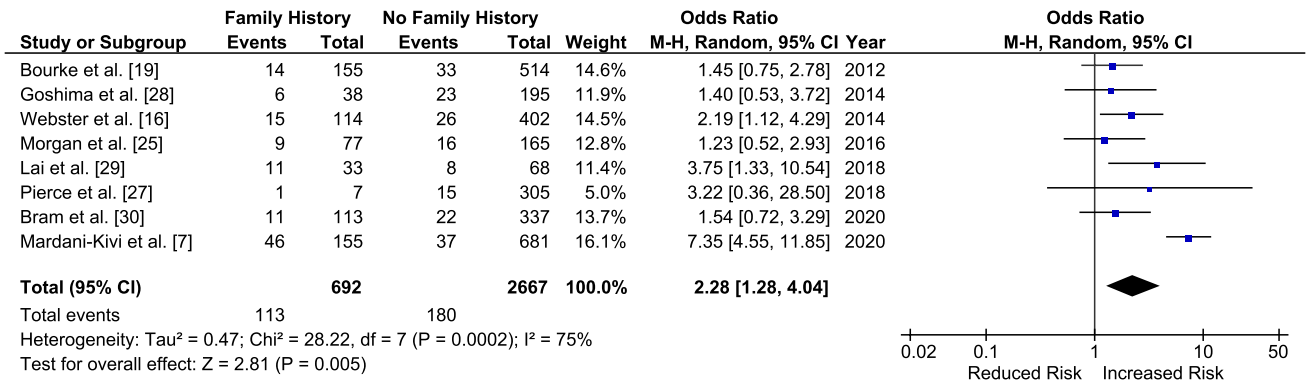 Family History No Family History Odds Ratio Odds Ratio
Study or Subgroup Events Total Events Total Weight M-H, Random, 95% CI Year M-H, Random, 95% CI
Bourke et al. [19] 14 155 33 514 14.6% 1.45 [0.75, 2.78] 2012
Goshima et al. [28] 6 38 23 195 11.9% 1.40 [0.53, 3.72] 2014
Webster et al. [16] 15 114 26 402 14.5% 2.19 [1.12, 4.29] 2014
Morgan et al. [25] 9 77 16 165 12.8% 1.23 [0.52, 2.93] 2016
Lai et al. [29] 11 33 8 68 11.4% 3.75 [1.33, 10.54] 2018
Pierce et al. [27] 1 7 15 305 5.0% 3.22 [0.36, 28.50] 2018
Bram et al. [30] 11 113 22 337 13.7% 1.54 [0.72, 3.29] 2020
Mardani-Kivi et al. [7] 46 155 37 681 16.1% 7.35 [4.55, 11.85] 2020
Total (95% CI) 692 2667 100.0% 2.28 [1.28, 4.04]
Total events 113 180
Heterogeneity: Tau² = 0.47; Chi² = 28.22, df = 7 (P = 0.0002); I² = 75%
Test for overall effect: Z = 2.81 (P = 0.005)
0.02 0.1 1 10 50
Reduced Risk Increased Risk